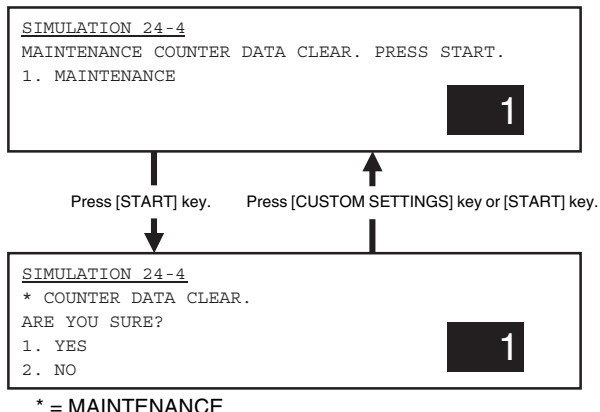 SIMULATION 24-4
MAINTENANCE COUNTER DATA CLEAR. PRESS START.
1. MAINTENANCE
1
Press [START] key.
Press [CUSTOM SETTINGS] key or [START] key.
SIMULATION 24-4
* COUNTER DATA CLEAR.
ARE YOU SURE?
1. YES
2. NO
1
* = MAINTENANCE